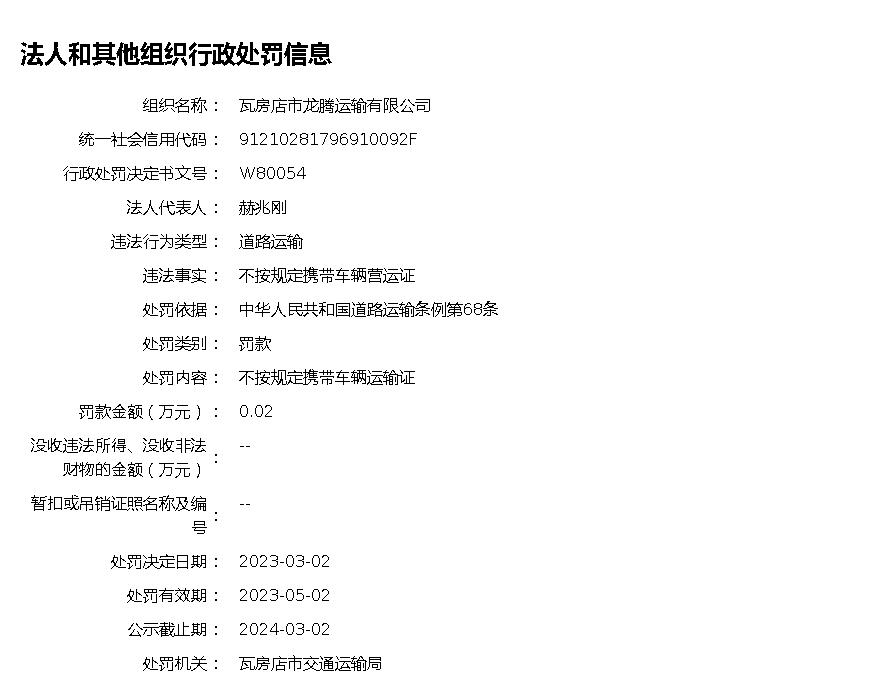 法人和其他组织行政处罚信息
组织名称： 瓦房店市龙腾运输有限公司
统一社会信用代码： 91210281796910092F
行政处罚决定书文号： W80054
法人代表人： 赫兆刚
违法行为类型： 道路运输
违法事实： 不按规定携带车辆营运证
处罚依据： 中华人民共和国道路运输条例第68条
处罚类别： 罚款
处罚内容： 不按规定携带车辆运输证
罚款金额（万元）： 0.02
没收违法所得、没收非法
财物的金额（万元）： --
暂扣或吊销证照名称及编
号： --
处罚决定日期： 2023-03-02
处罚有效期： 2023-05-02
公示截止期： 2024-03-02
处罚机关： 瓦房店市交通运输局